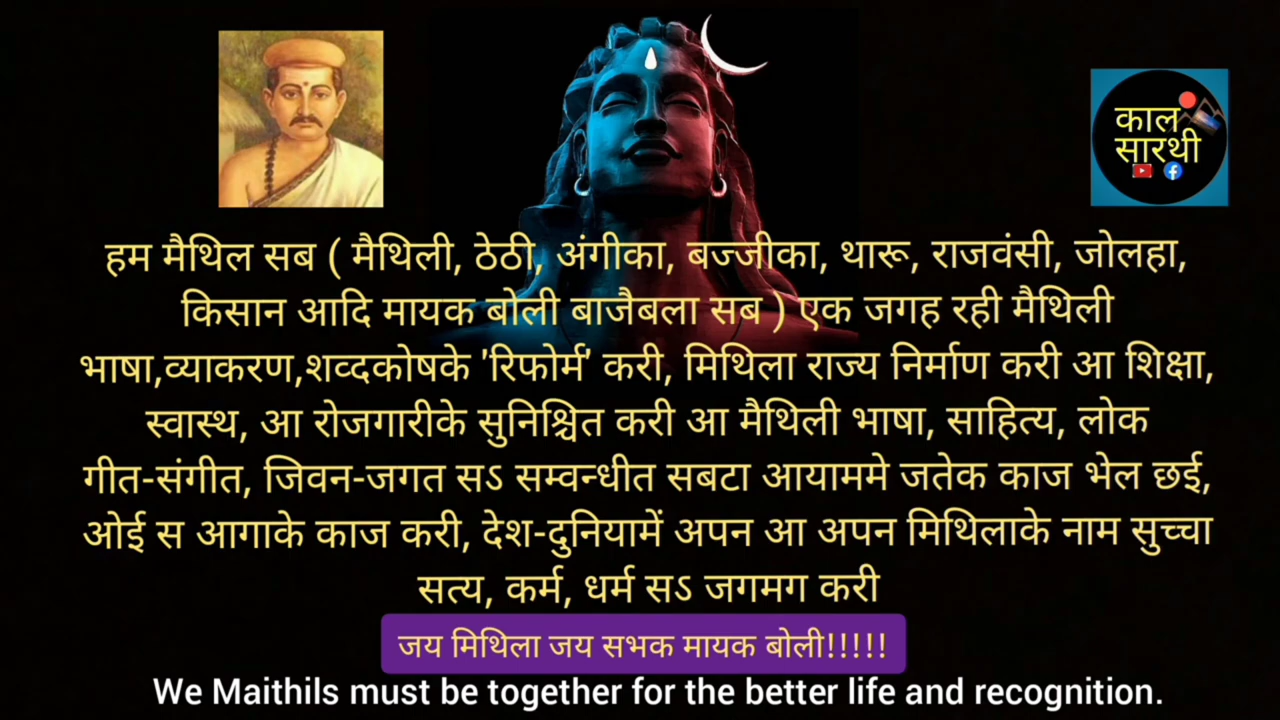 काल
सारथी
हम मैथिल सब ( मैथिली, ठेठी, अंगीका, बज्जीका, थारू, राजवंसी, जोलहा,
किसान आदि मायक बोली बाजैबला सब ) एक जगह रही मैथिली
भाषा,व्याकरण,शव्दकोषके 'रिफोर्म' करी, मिथिला राज्य निर्माण करी आ शिक्षा,
स्वास्थ, आ रोजगारीके सुनिश्चित करी आ मैथिली भाषा, साहित्य, लोक
गीत-संगीत, जिवन-जगत सऽ सम्वन्धीत सबटा आयाममे जतेक काज भेल छई,
ओई स आगाके काज करी, देश-दुनियामें अपन आ अपन मिथिलाके नाम सुच्चा
सत्य, कर्म, धर्म सऽ जगमग करी
जय मिथिला जय सभक मायक बोली!!!!!
We Maithils must be together for the better life and recognition.